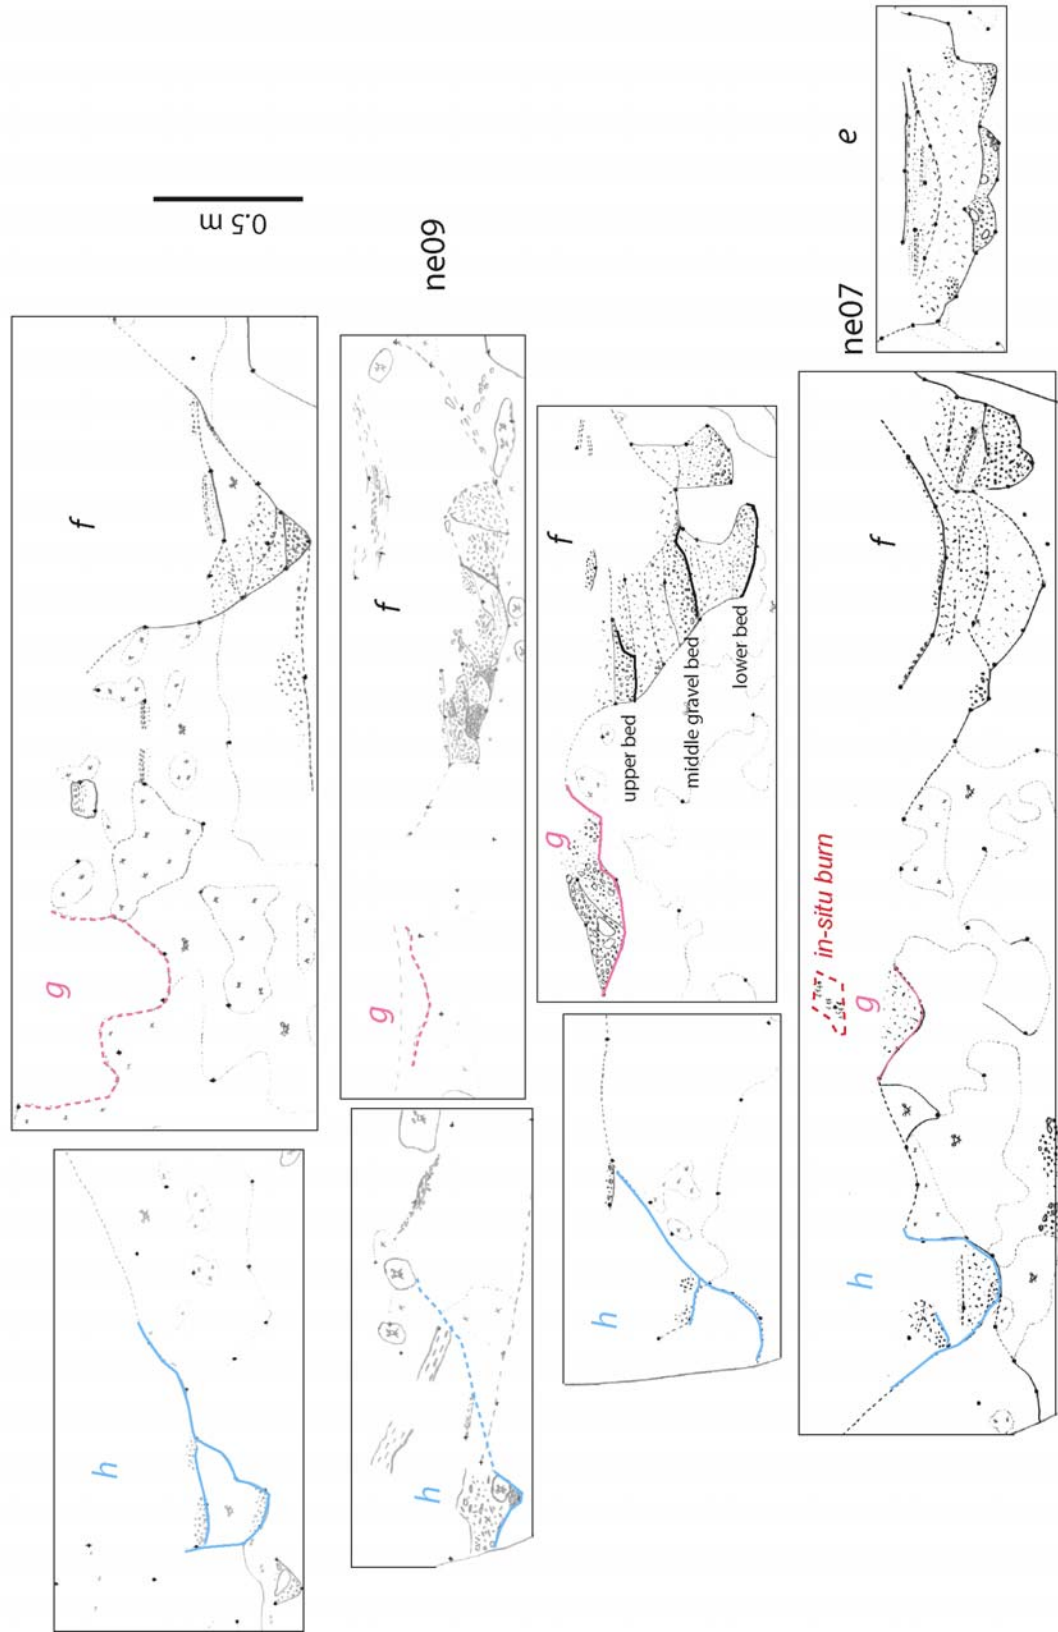 f
g
h
0.5 m
ne09
f
g
h
f
g
upper bed
middle gravel bed
lower bed
h
ne07
e
f
in-situ burn
g
h